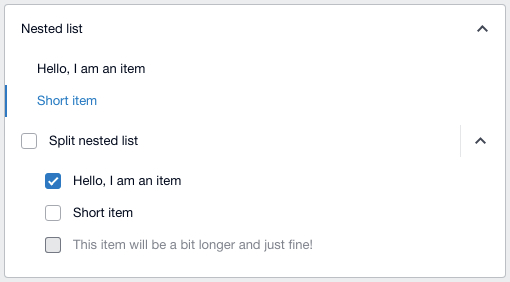 Nested list
Hello, I am an item
Short item
Split nested list
Hello, I am an item
Short item
This item will be a bit longer and just fine!